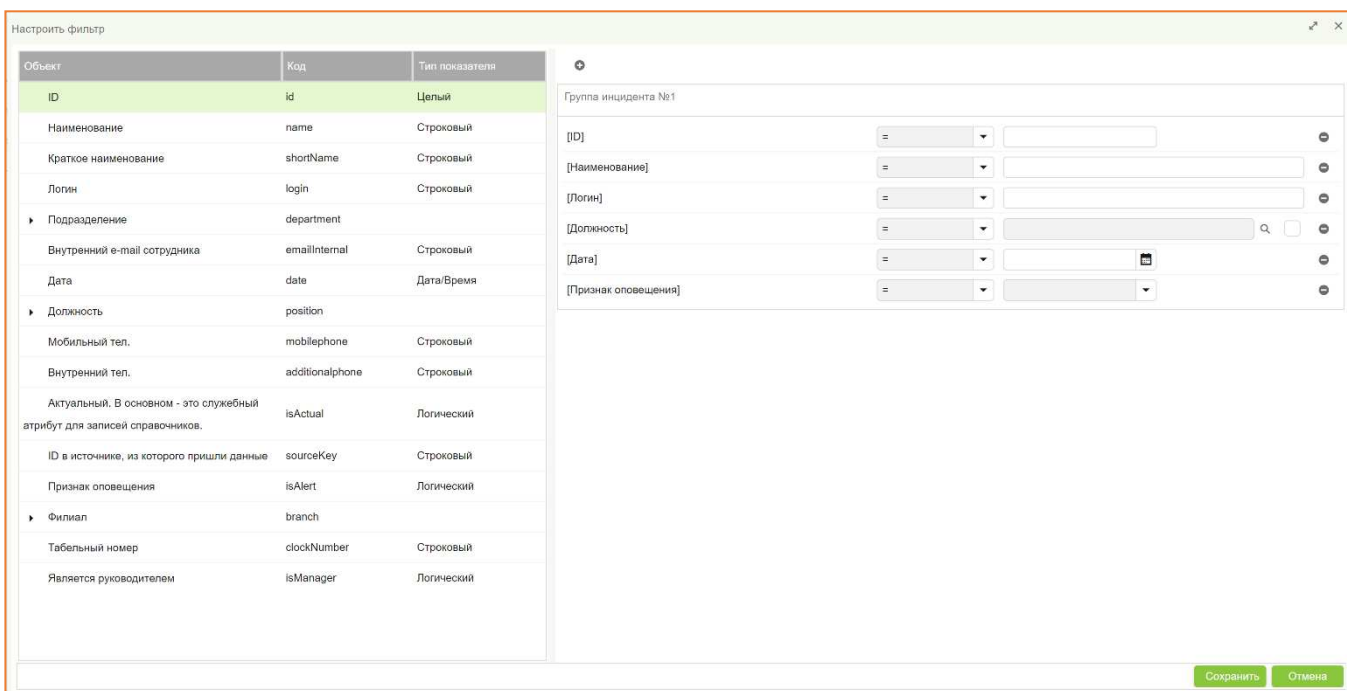 Настроить фильтр
Объект Код Тип показателя
ID id Целый
Наименование name Строковый
Краткое наименование shortName Строковый
Логин login Строковый
Подразделение department
Внутренний e-mail сотрудника emailInternal Строковый
Дата date Дата/Время
Должность position
Мобильный тел. mobilephone Строковый
Внутренний тел. additionalphone Строковый
Актуальный. В основном - это служебный
атрибут для записей справочников. isActual Логический
ID в источнике, из которого пришли данные sourceKey Строковый
Признак оповещения isAlert Логический
Филиал branch
Табельный номер clockNumber Строковый
Является руководителем isManager Логический
Группа инцидента №1
[ID] =
[Наименование] =
[Логин] =
[Должность] =
[Дата] =
[Признак оповещения] =
Сохранить Отмена